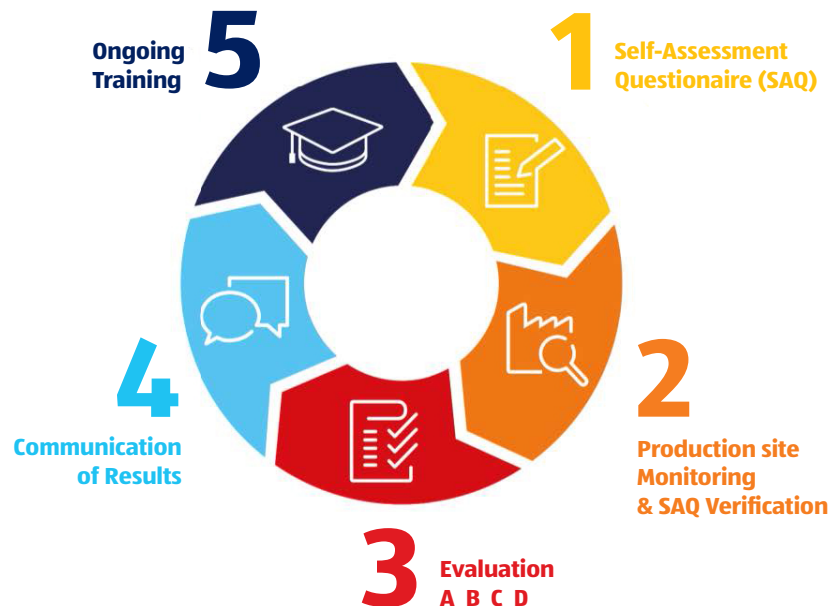 1
Self-Assessment
Questionaire (SAQ)
2
Production site
Monitoring
& SAQ Verification
3
Evaluation
A B C D
4
Communication
of Results
5
Ongoing
Training